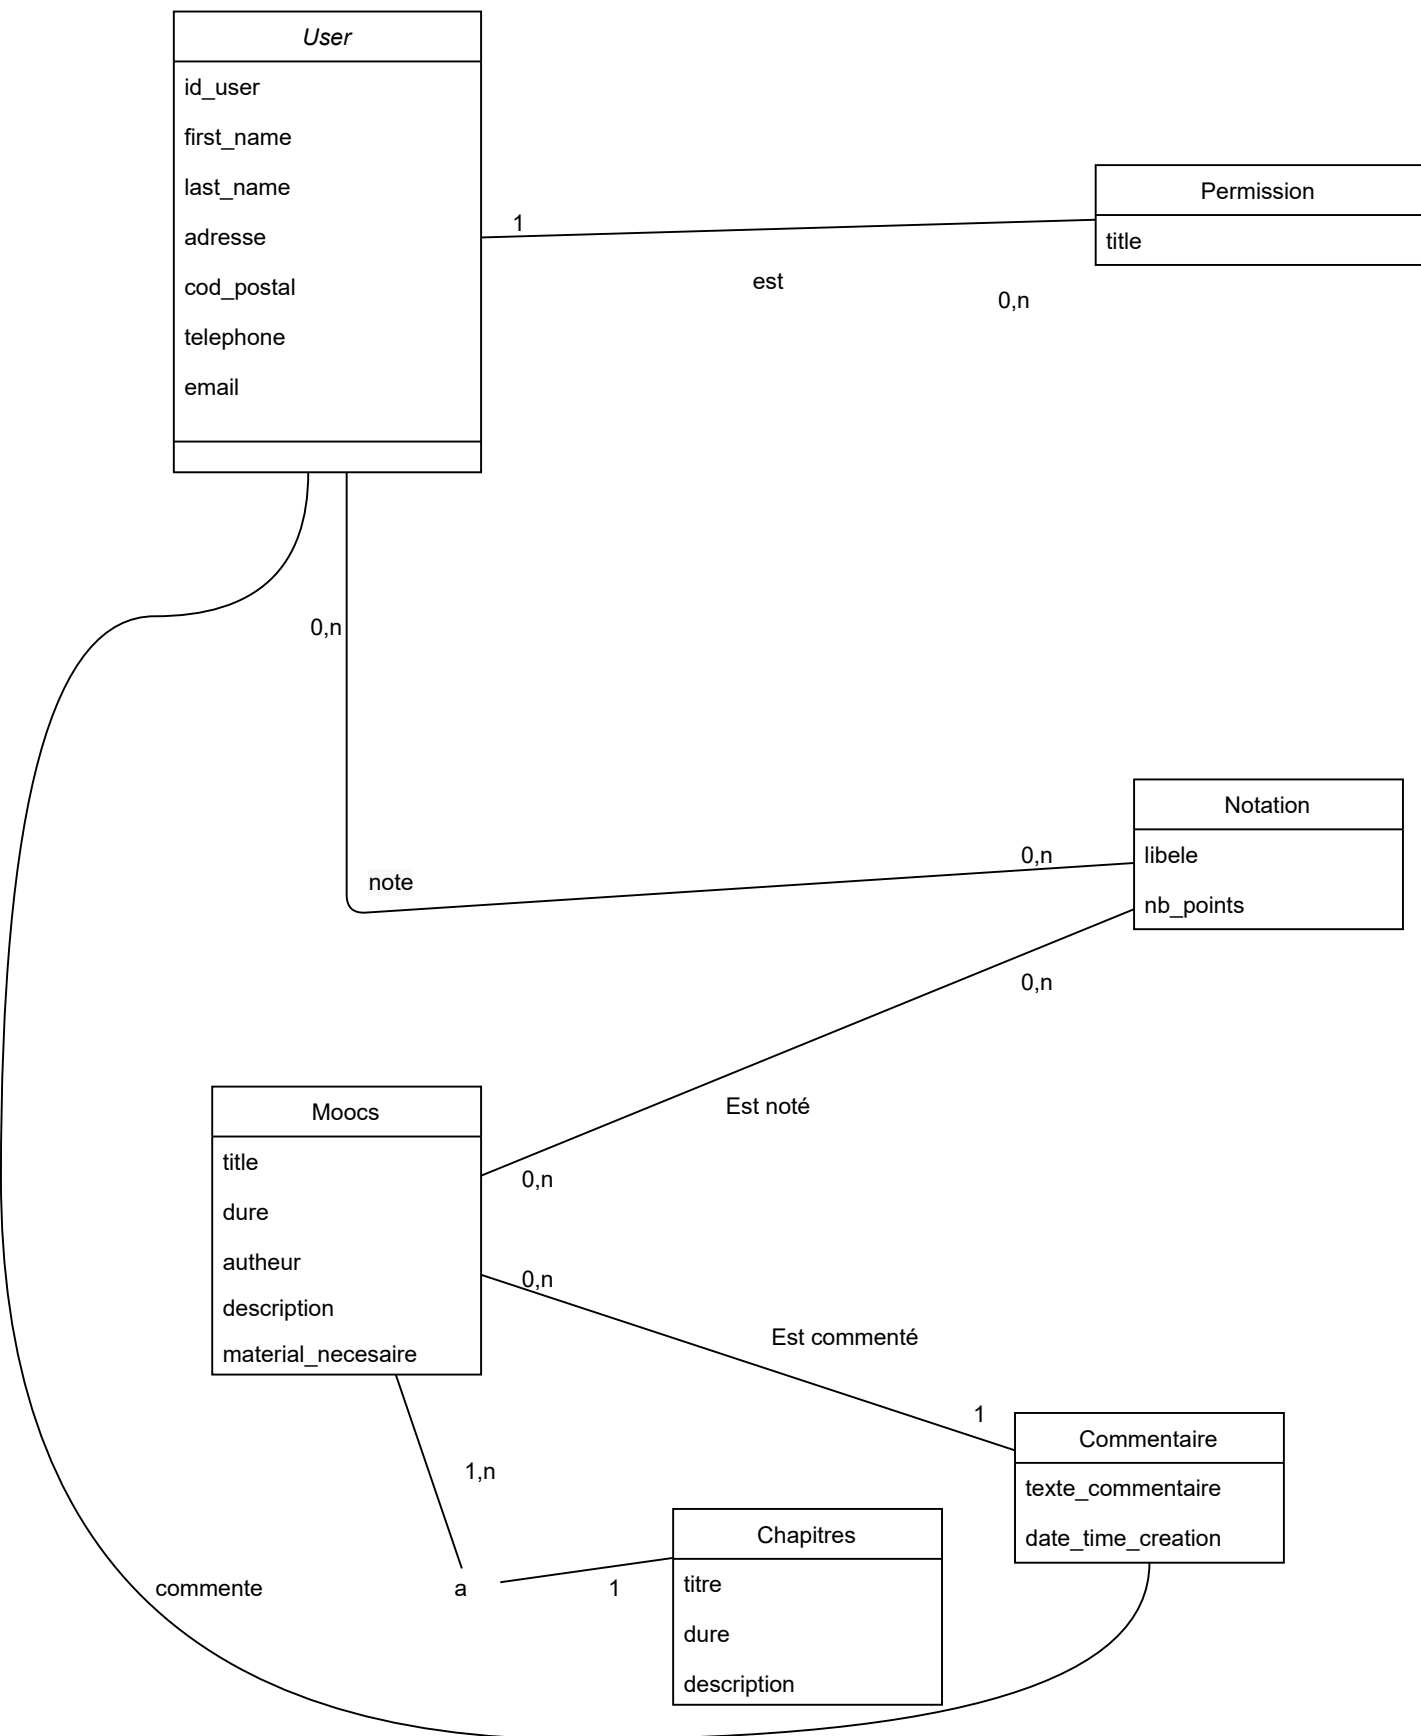 User
id_user
first_name
last_name
adresse
cod_postal
telephone
email
1
est
0,n
Permission
title
0,n
note
0,n
Notation
libele
nb_points
0,n
Est noté
0,n
Moocs
title
dure
autheur
description
material_necesaire
0,n
Est commenté
1
Commentaire
texte_commentaire
date_time_creation
1,n
a
1
Chapitres
titre
dure
description
commente